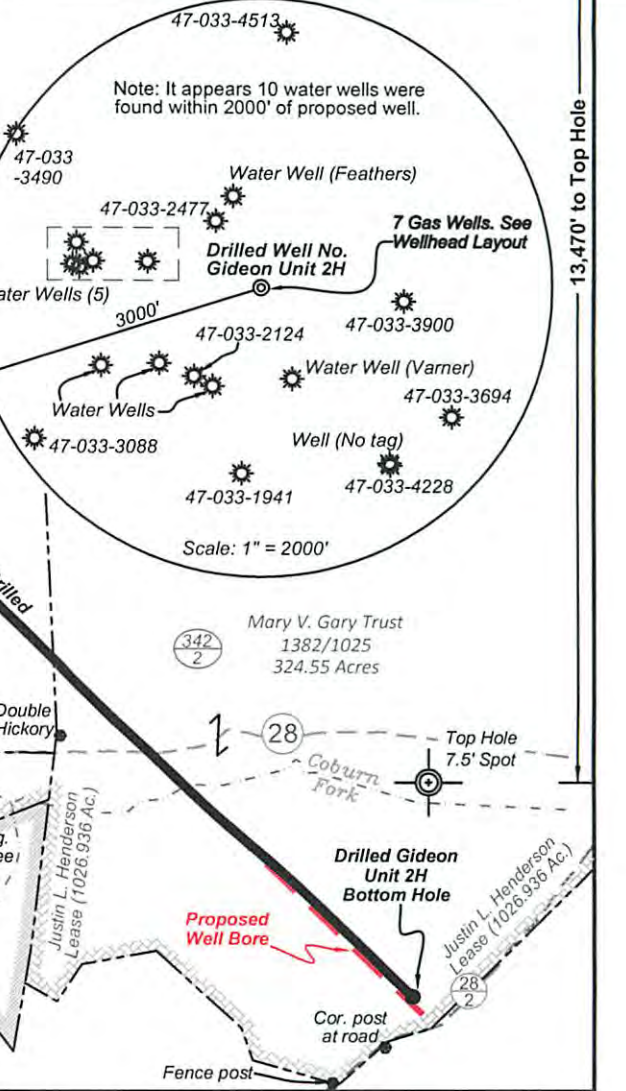 47-033-4513
Note: It appears 10 water wells were
found within 2000' of proposed well.
47-033
-3490
Water Well (Feathers)
47-033-2477
7 Gas Wells. See
Wellhead Layout
Drilled Well No.
Gideon Unit 2H
ater Wells (5)
3000'
47-033-3900
47-033-2124
Water Well (Varner)
47-033-3694
Water Wells
47-033-3088
Well (No tag)
47-033-4228
47-033-1941
Scale: 1" = 2000'
13,470' to Top Hole
rilled
Mary V. Gary Trust
1382/1025
324.55 Acres
342
2
Double
Hickory
28
Top Hole
7.5' Spot
Coburn
Fork
Justin L. Henderson
Lease (1026.936 Ac.)
Drilled Gideon
Unit 2H
Bottom Hole
Justin L. Henderson
Lease (1026.936 Ac.)
Proposed
Well Bore
28
2
Cor. post
at road
Fence post